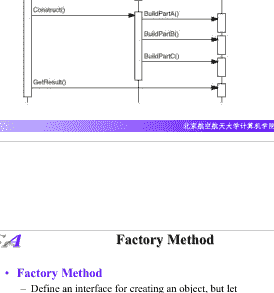 Construct()
BuildPartA()
BuildPartB()
BuildPartC()
GetResult()
北京航空航天大学计算机学院
Factory Method
• Factory Method
– Define an interface for creating an object, but let